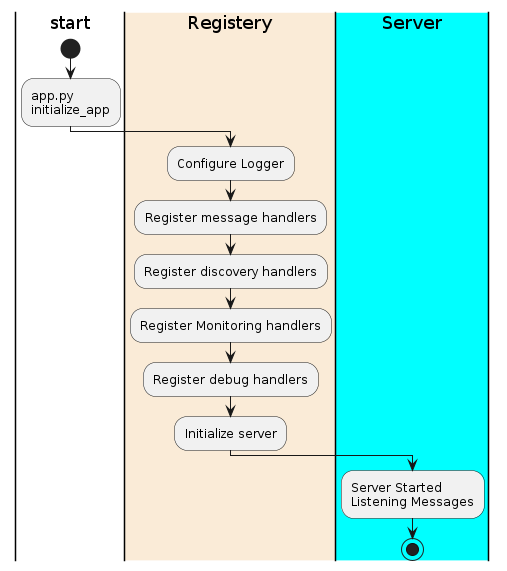 start
Registery
Server
app.py
initialize_app
Configure Logger
Register message handlers
Register discovery handlers
Register Monitoring handlers
Register debug handlers
Initialize server
Server Started
Listening Messages